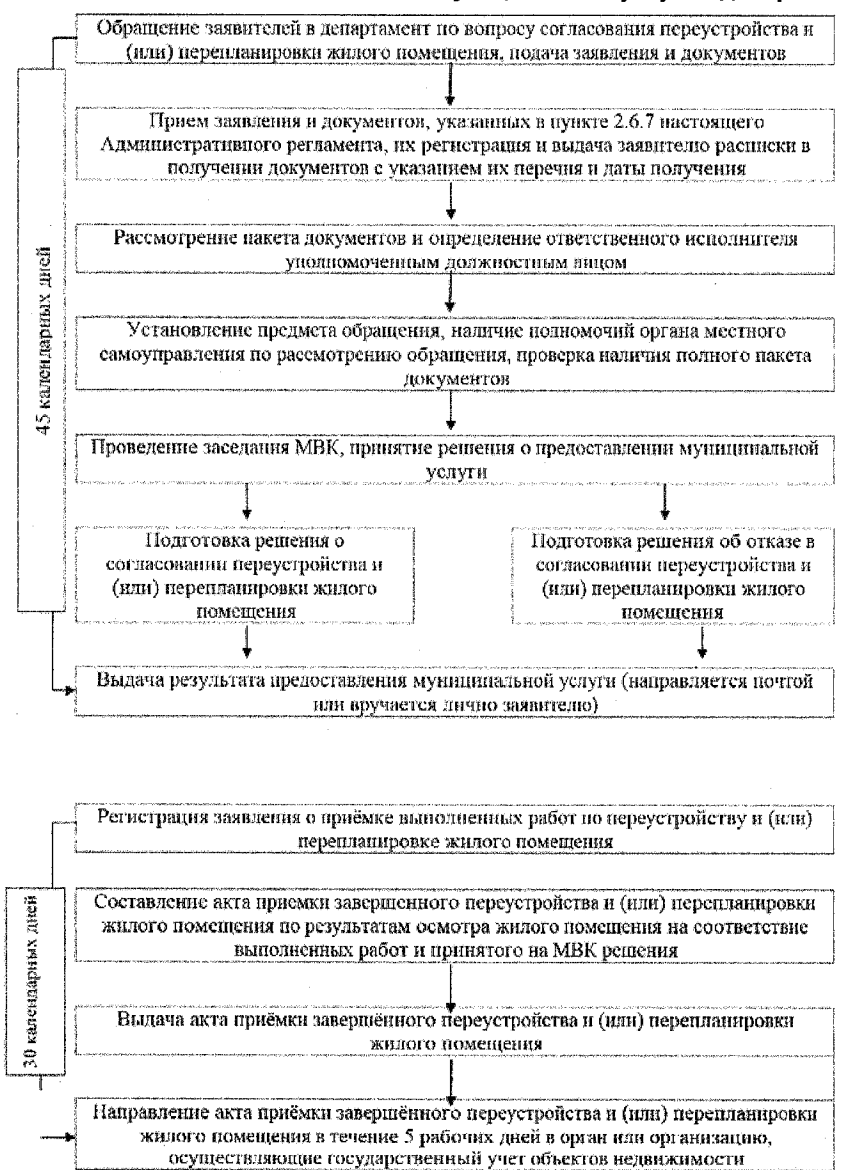 Обращение заявителей в департамент по вопросу согласования переустройства и
(или) перепланировки жилого помещения, подача заявления и документов
Прием заявления и документов, указанных в пункте 2.6.7 настоящего
Административного регламента, их регистрация и выдача заявителю расписки в
получении документов с указанием их перечня и даты получения
Рассмотрение пакета документов и определение ответственного исполнителя
уполномоченным должностным лицом
45 календарных дней
Установление предмета обращения, наличие полномочий органа местного
самоуправления по рассмотрению обращения, проверка наличия полного пакета
документов
Проведение заседания МВК, принятие решения о предоставлении муниципальной
услуги
Подготовка решения о
согласовании переустройства и
(или) перепланировки жилого
помещения
Подготовка решения об отказе в
согласовании переустройства и
(или) перепланировки жилого
помещения
Выдача результата предоставления муниципальной услуги (направляется почтой
или вручается лично заявителю)
Регистрация заявления о приёмке выполненных работ по переустройству и (или)
перепланировке жилого помещения
30 календарных дней
Составление акта приемки завершенного переустройства и (или) перепланировки
жилого помещения по результатам осмотра жилого помещения на соответствие
выполненных работ и принятого на МВК решения
Выдача акта приёмки завершённого переустройства и (или) перепланировки
жилого помещения
Направление акта приёмки завершённого переустройства и (или) перепланировки
жилого помещения в течение 5 рабочих дней в орган или организацию,
осуществляющие государственный учет объектов недвижимости